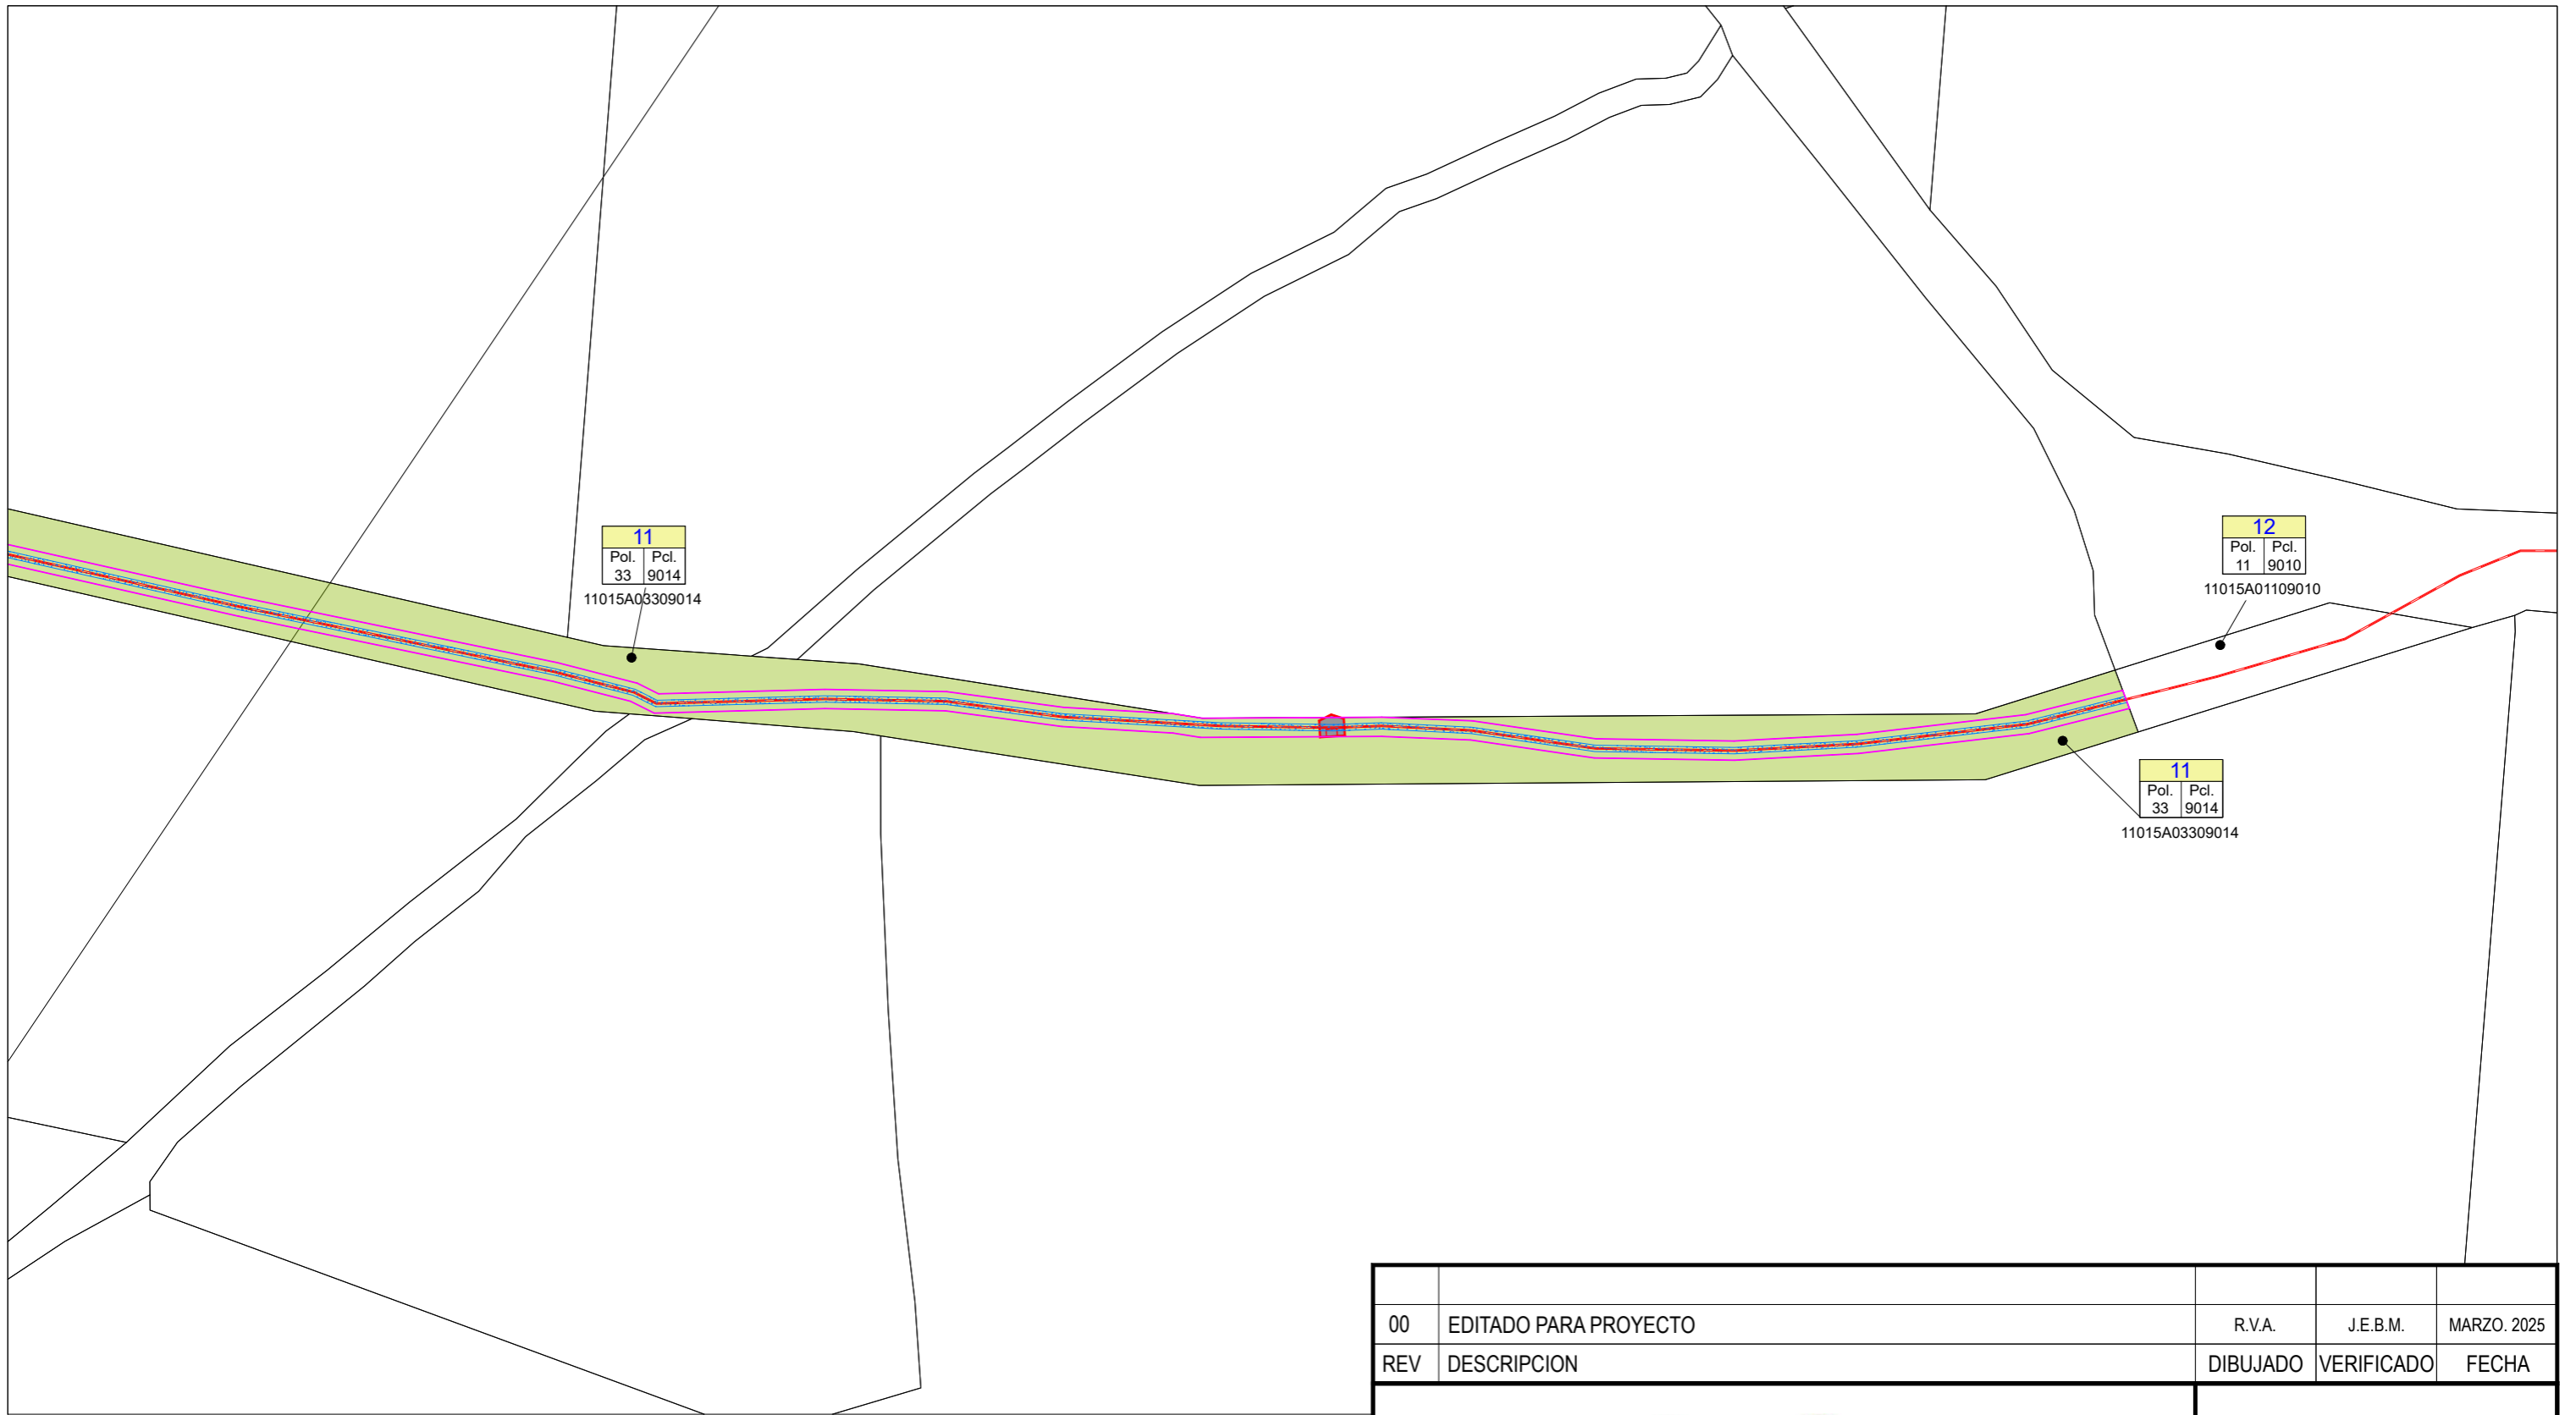 11
Pol. Pcl.
33 9014
11015A03309014
12
Pol. Pcl.
11 9010
11015A01109010
11
Pol. Pcl.
33 9014
11015A03309014
00 EDITADO PARA PROYECTO R.V.A. J.E.B.M. MARZO. 2025
REV DESCRIPCION DIBUJADO VERIFICADO FECHA